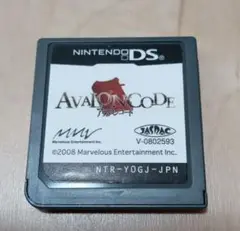 NINTENDO DS
AVALON CODE
アヴァロンコード
MMV JASRAC
Marvelous Entertainment Inc. V-0802593
©2008 Marvelous Entertainment Inc.
NTR-YOGJ-JPN